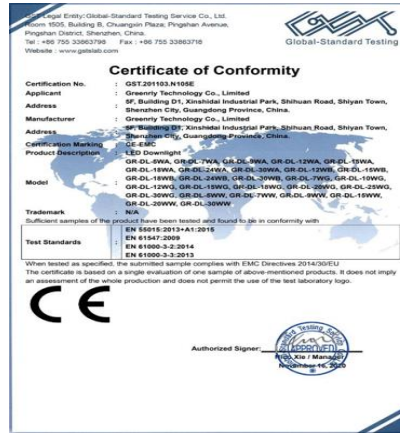 GST Legal Entity: Global-Standard Testing Service Co., Ltd.
Room 1505, Building B, Chuangxin Plaza, Pingshan Avenue,
Pingshan District, Shenzhen, China.
Tel : +86 755 33863798 Fax : +86 755 33863718
Website : www.gstslab.com
GST
Global-Standard Testing
Certificate of Conformity
Certification No. : GST.201103.N105E
Applicant : Greenriy Technology Co., Limited
Address : 5F, Building D1, Xinshidai Industrial Park, Shihuan Road, Shiyan Town,
Shenzhen City, Guangdong Province, China.
Manufacturer : Greenriy Technology Co., Limited
Address : 5F, Building D1, Xinshidai Industrial Park, Shihuan Road, Shiyan Town,
Shenzhen City, Guangdong Province, China.
Certification Marking : CE-EMC
Product Description : LED Downlight
Model : GR-DL-5WA, GR-DL-7WA, GR-DL-9WA, GR-DL-12WA, GR-DL-15WA,
GR-DL-18WA, GR-DL-24WA, GR-DL-30WA, GR-DL-12WB, GR-DL-15WB,
GR-DL-18WB, GR-DL-24WB, GR-DL-30WB, GR-DL-7WG, GR-DL-10WG,
GR-DL-12WG, GR-DL-15WG, GR-DL-18WG, GR-DL-20WG, GR-DL-25WG,
GR-DL-30WG, GR-DL-5WW, GR-DL-7WW, GR-DL-9WW, GR-DL-15WW,
GR-DL-20WW, GR-DL-30WW
Trademark : N/A
Sufficient samples of the product have been tested and found to be in conformity with
Test Standards : EN 55015:2013+A1:2015
EN 61547:2009
EN 61000-3-2:2014
EN 61000-3-3:2013
When tested as specified, the submitted sample complies with EMC Directives 2014/30/EU
The certificate is based on a single evaluation of one sample of above-mentioned products. It does not imply
an assessment of the whole production and does not permit the use of the test laboratory logo.
CE
Authorized Signer:
APPROVED
Xie / Manager
November 16, 2020